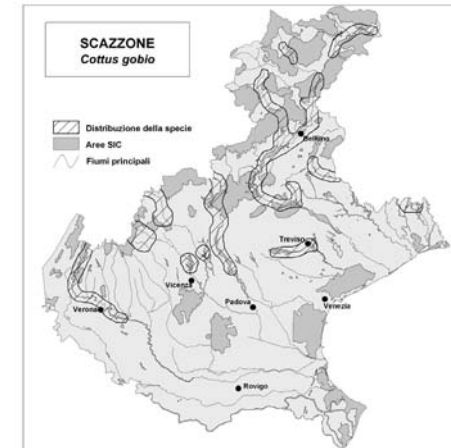 SCAZZONE
Cottus gobio
Distribuzione della specie
Aree SIC
Fiumi principali
Belluno
Treviso
Vicenza
Verona
Padova
Venezia
Rovigo